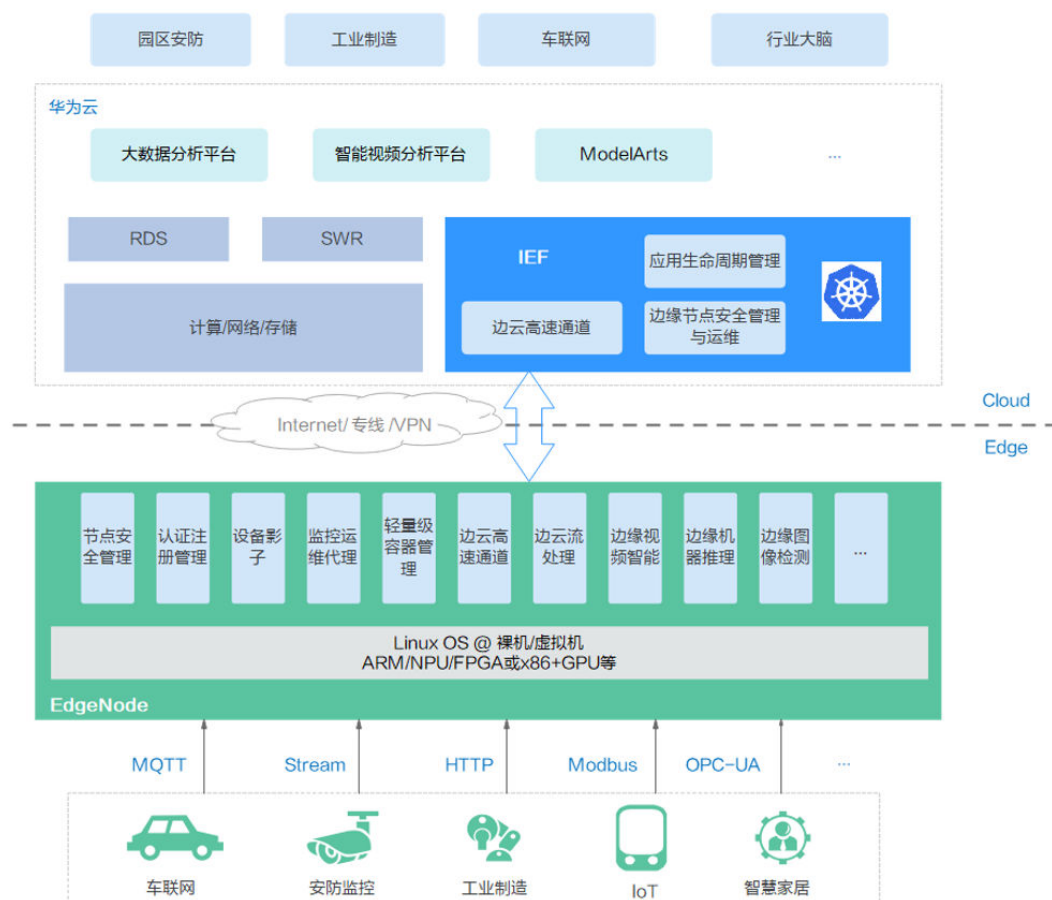 园区安防
工业制造
车联网
行业大脑
华为云
大数据分析平台
智能视频分析平台
ModelArts
...
RDS
SWR
IEF
应用生命周期管理
计算/网络/存储
边云高速通道
边缘节点安全管理
与运维
Cloud
Internet/专线/VPN
Edge
节点安
全管理
认证注
册管理
设备影
子
监控运
维代理
轻量级
容器管
理
边云高
速通道
边云流
处理
边缘视
频智能
边缘机
器推理
边缘图
像检测
...
Linux OS @ 裸机/虚拟机
ARM/NPU/FPGA或x86+GPU等
EdgeNode
MQTT
Stream
HTTP
Modbus
OPC-UA
...
车联网
安防监控
工业制造
IoT
智慧家居